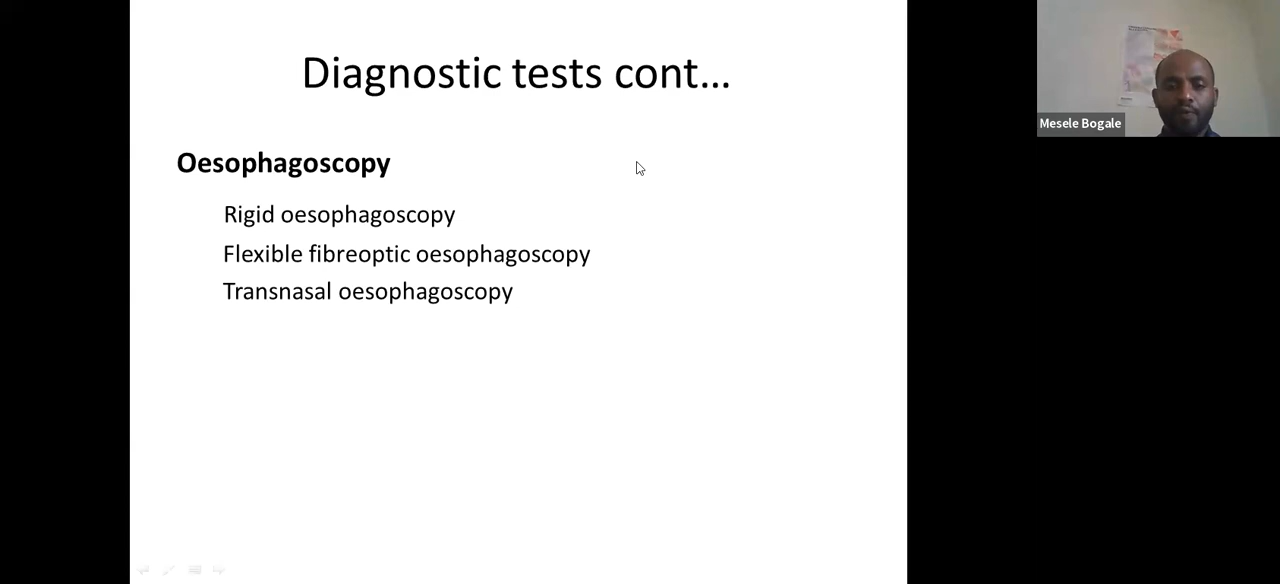 Diagnostic tests cont...
Mesele Bogale
Oesophagoscopy
Rigid oesophagoscopy
Flexible fibreoptic oesophagoscopy
Transnasal oesophagoscopy